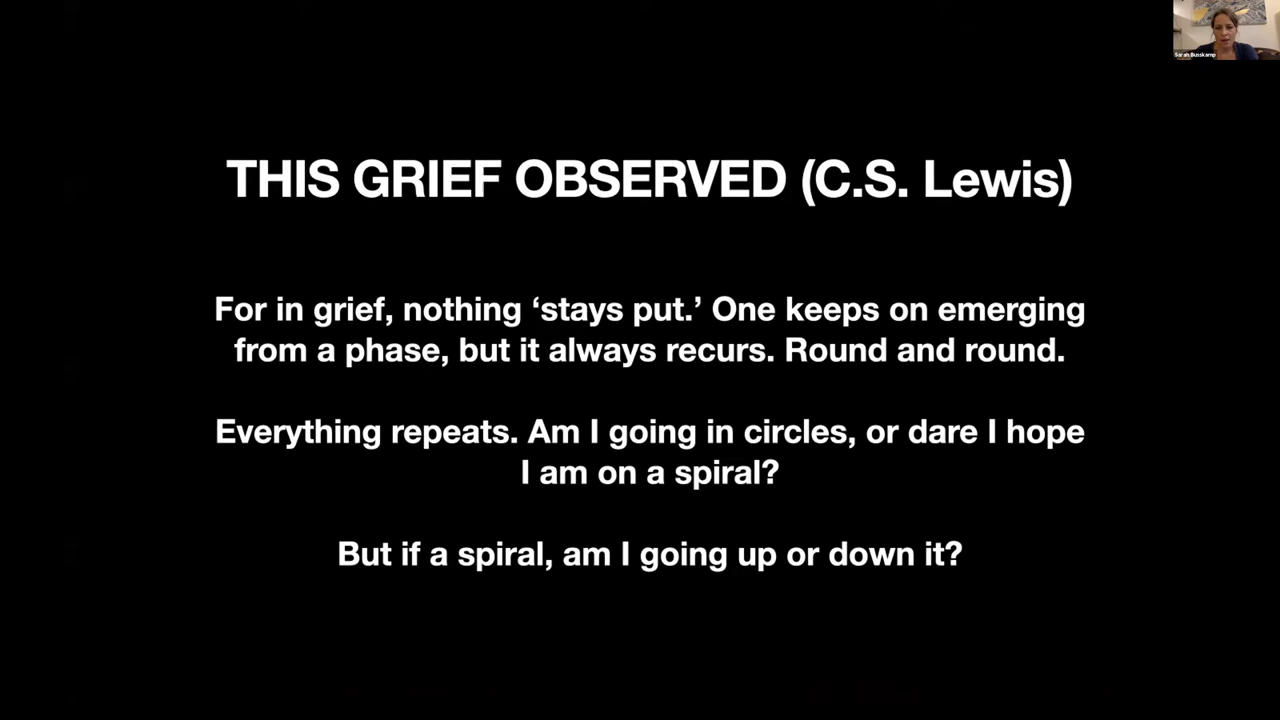 Sarah Busskamp
THIS GRIEF OBSERVED (C.S. Lewis)
For in grief, nothing ‘stays put.’ One keeps on emerging
from a phase, but it always recurs. Round and round.
Everything repeats. Am I going in circles, or dare I hope
I am on a spiral?
But if a spiral, am I going up or down it?